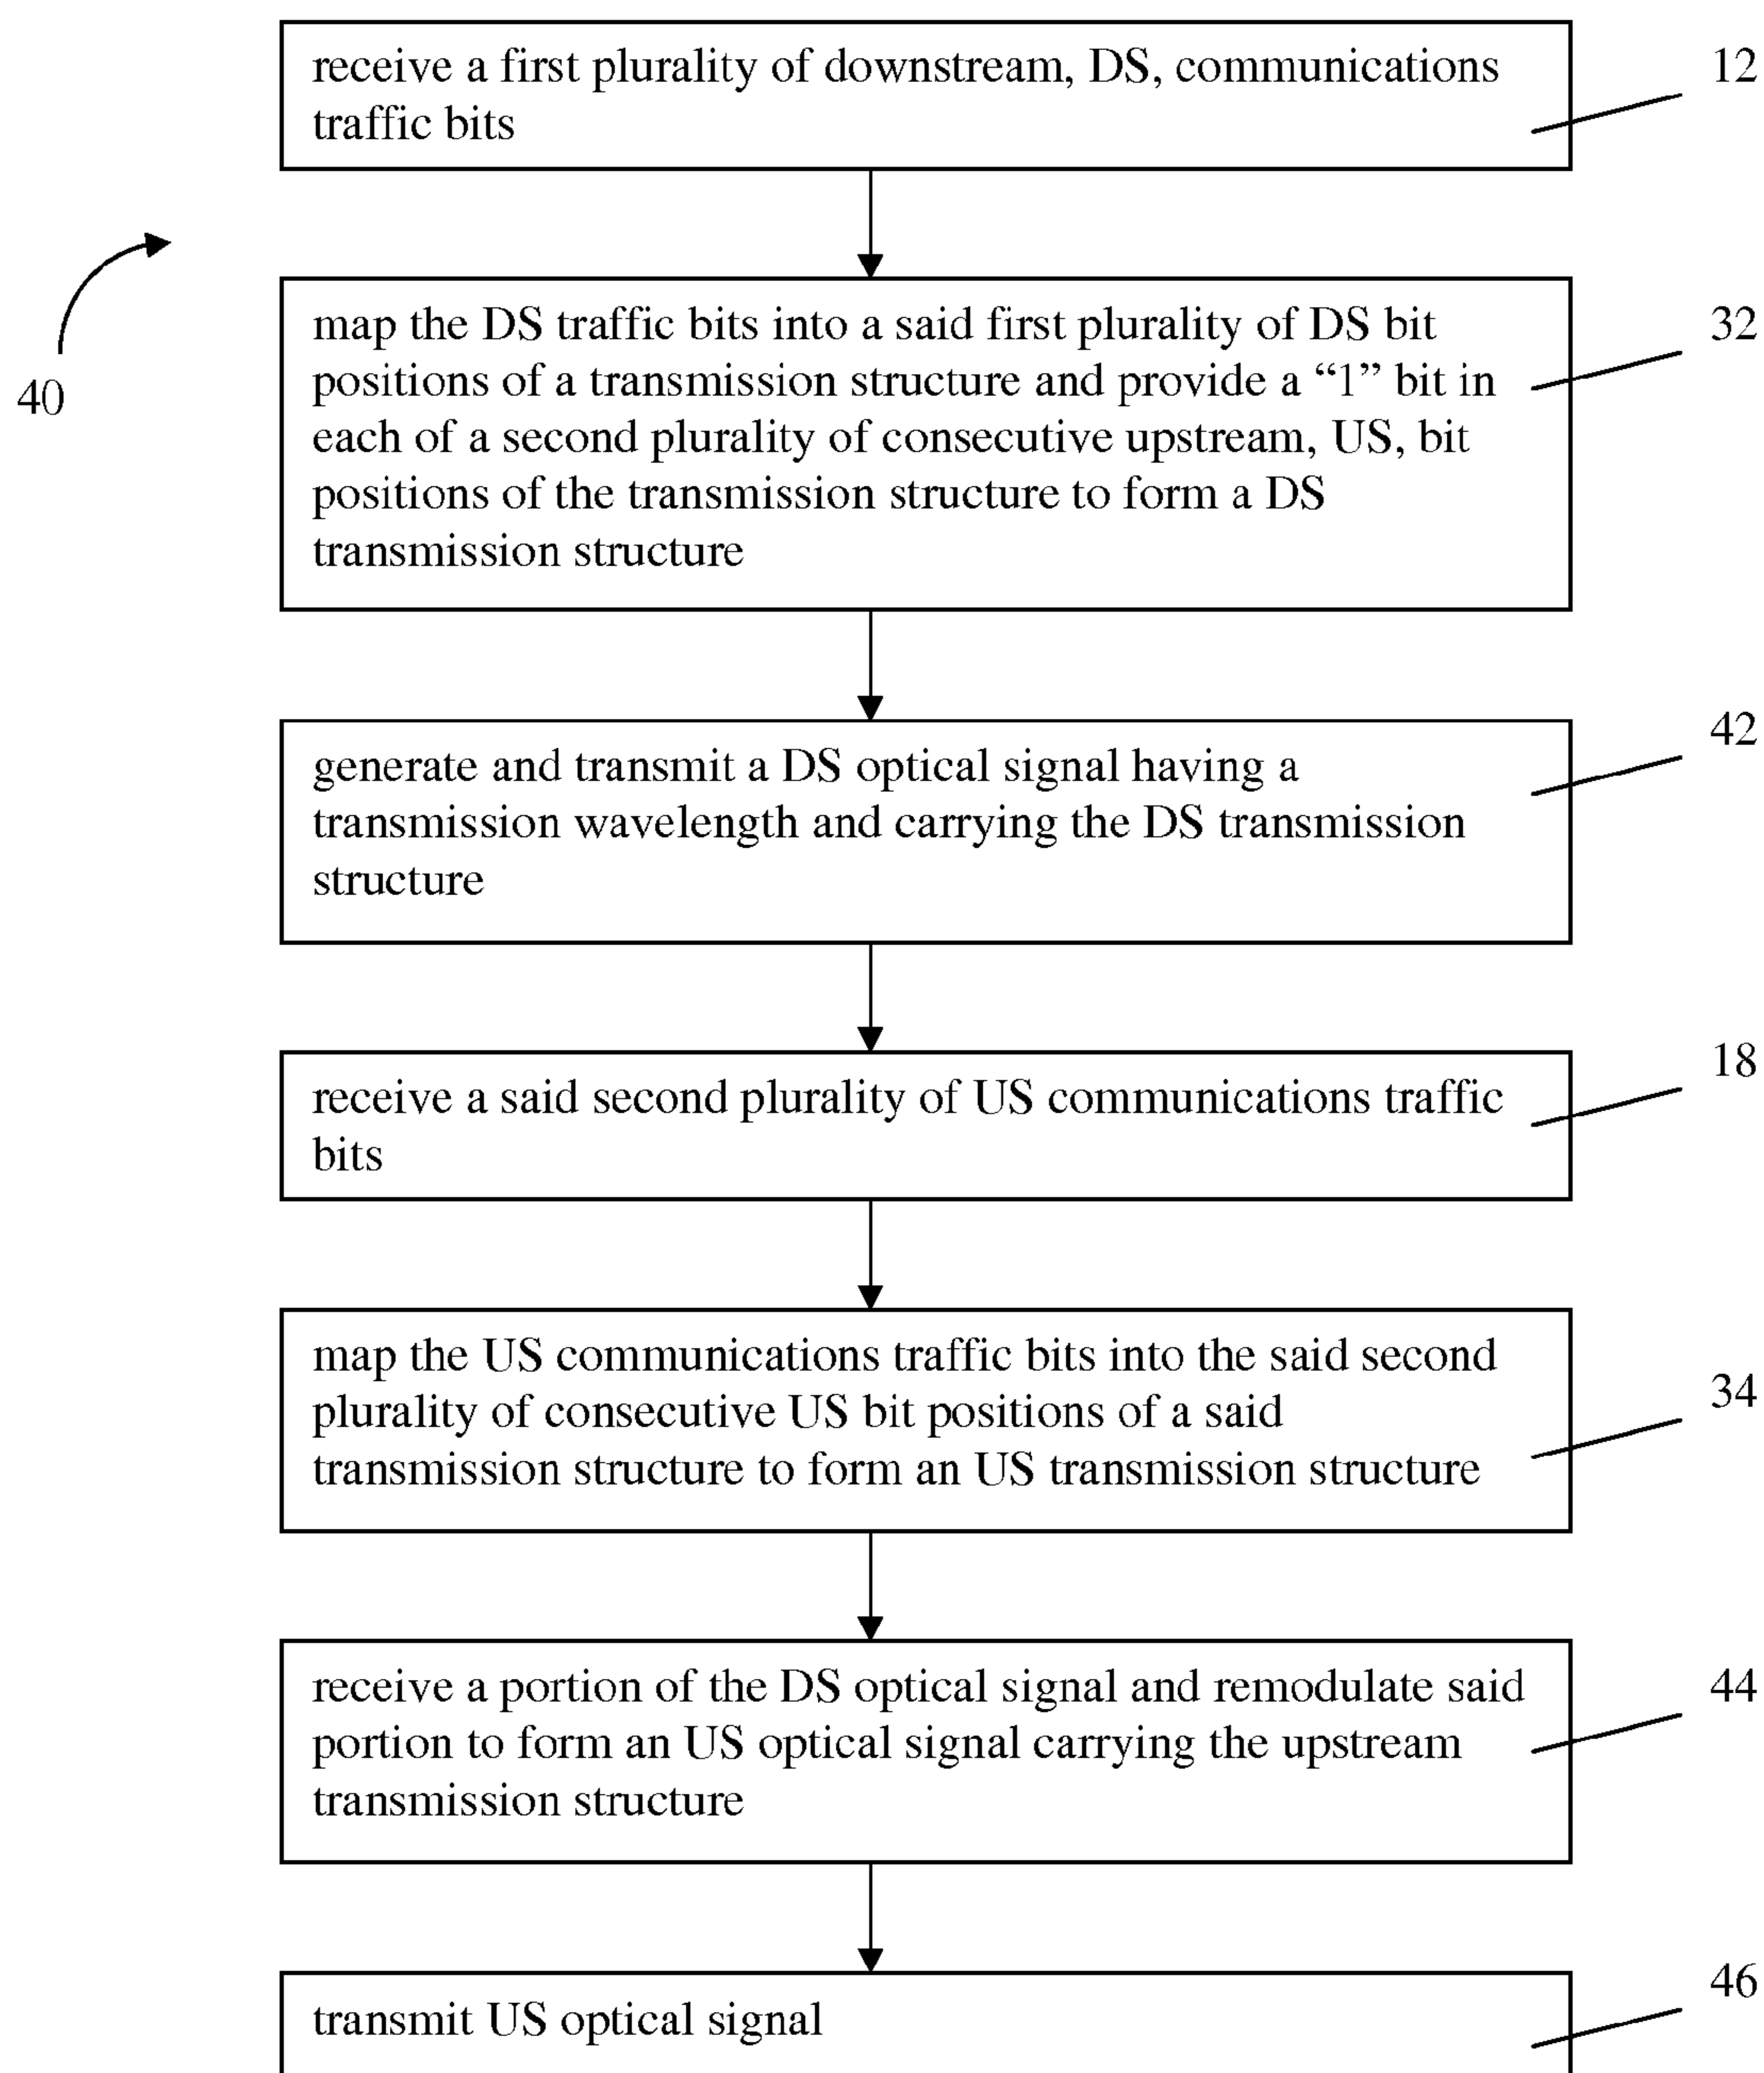 receive a first plurality of downstream, DS, communications
traffic bits
12
40
map the DS traffic bits into a said first plurality of DS bit
positions of a transmission structure and provide a “1” bit in
each of a second plurality of consecutive upstream, US, bit
positions of the transmission structure to form a DS
transmission structure
32
generate and transmit a DS optical signal having a
transmission wavelength and carrying the DS transmission
structure
42
receive a said second plurality of US communications traffic
bits
18
map the US communications traffic bits into the said second
plurality of consecutive US bit positions of a said
transmission structure to form an US transmission structure
34
receive a portion of the DS optical signal and remodulate said
portion to form an US optical signal carrying the upstream
transmission structure
44
transmit US optical signal
46